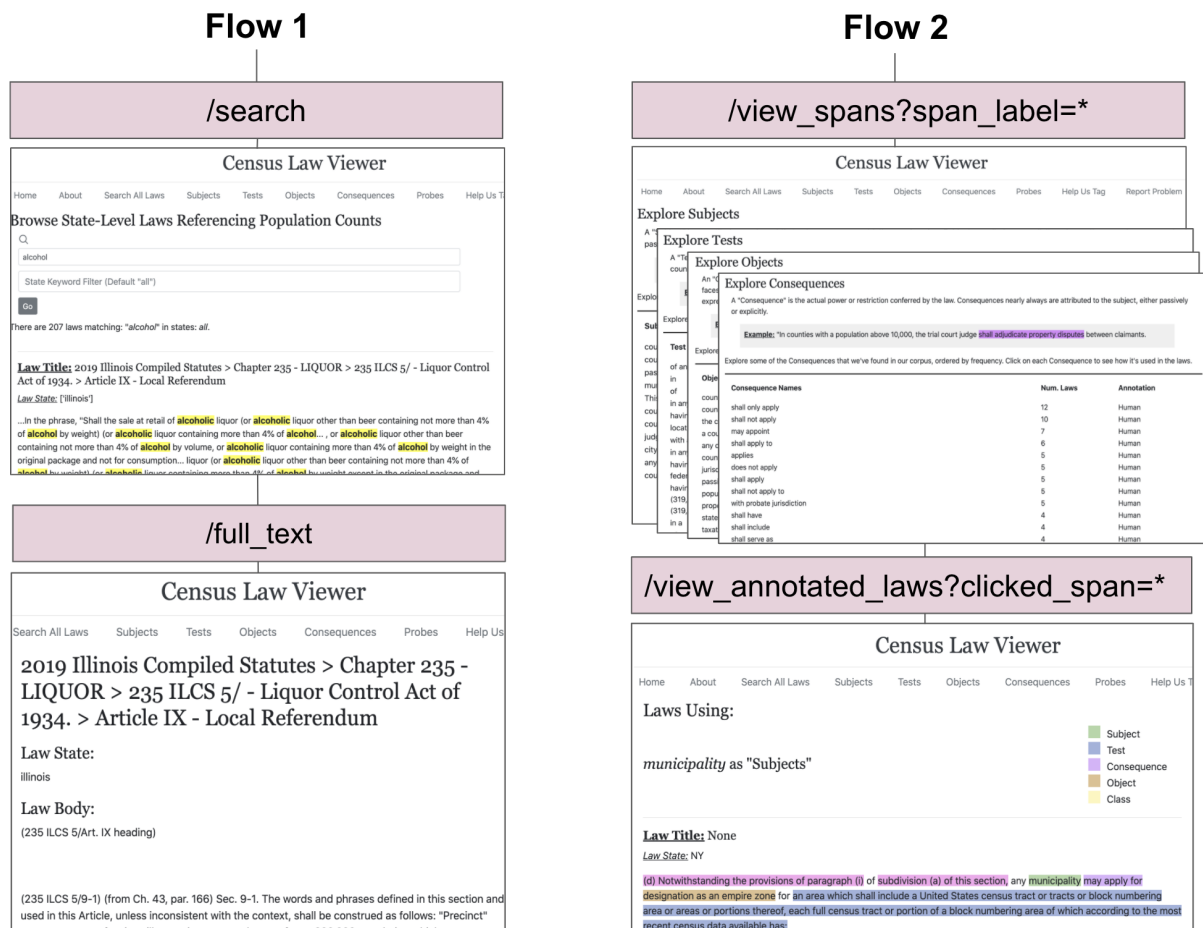 Flow 1
/search
Census Law Viewer
Home About Search All Laws Subjects Tests Objects Consequences Probes Help Us T
Browse State-Level Laws Referencing Population Counts
alcohol
State Keyword Filter (Default "all")
Go
There are 207 laws matching: "alcohol" in states: all.
Law Title: 2019 Illinois Compiled Statutes > Chapter 235 - LIQUOR > 235 ILCS 5/ - Liquor Control
Act of 1934. > Article IX - Local Referendum
Law State: ['illinois']
...In the phrase, "Shall the sale at retail of alcoholic liquor (or alcoholic liquor other than beer containing not more than 4%
of alcohol by weight) (or alcoholic liquor containing more than 4% of alcohol... , or alcoholic liquor other than beer
containing not more than 4% of alcohol by volume, or alcoholic liquor containing more than 4% of alcohol by weight in the
original package and not for consumption... liquor (or alcoholic liquor other than beer containing not more than 4% of
alcohol by weight) (or alcoholic liquor containing more than 4% of alcohol by weight except in the original package and
/full_text
Census Law Viewer
Search All Laws Subjects Tests Objects Consequences Probes Help Us
2019 Illinois Compiled Statutes > Chapter 235 -
LIQUOR > 235 ILCS 5/ - Liquor Control Act of
1934. > Article IX - Local Referendum
Law State:
illinois
Law Body:
(235 ILCS 5/Art. IX heading)
(235 ILCS 5/9-1) (from Ch. 43, par. 166) Sec. 9-1. The words and phrases defined in this section and
used in this Article, unless inconsistent with the context, shall be construed as follows: "Precinct"
Flow 2
/view_spans?span_label=*
Census Law Viewer
Home About Search All Laws Subjects Tests Objects Consequences Probes Help Us Tag Report Problem
Explore Subjects
Explore Tests
Explore Objects
Explore Consequences
A "Consequence" is the actual power or restriction conferred by the law. Consequences nearly always are attributed to the subject, either passively
or explicitly.
Example: "In counties with a population above 10,000, the trial court judge shall adjudicate property disputes between claimants.
Explore some of the Consequences that we've found in our corpus, ordered by frequency. Click on each Consequence to see how it's used in the laws.
Consequence Names Num. Laws Annotation
shall only apply 12 Human
shall not apply 10 Human
may appoint 7 Human
shall apply to 6 Human
applies 5 Human
does not apply 5 Human
shall apply 5 Human
shall not apply to 5 Human
with probate jurisdiction 5 Human
shall have 4 Human
shall include 4 Human
shall serve as 4 Human
/view_annotated_laws?clicked_span=*
Census Law Viewer
Home About Search All Laws Subjects Tests Objects Consequences Probes Help Us T
Laws Using:
municipality as "Subjects"
Subject
Test
Consequence
Object
Class
Law Title: None
Law State: NY
(d) Notwithstanding the provisions of paragraph (i) of subdivision (a) of this section, any municipality may apply for
designation as an empire zone for an area which shall include a United States census tract or tracts or block numbering
area or areas or portions thereof, each full census tract or portion of a block numbering area of which according to the most
recent census data available has: